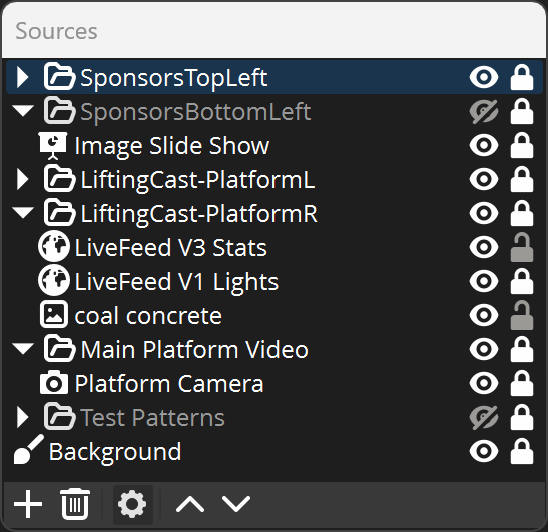 Sources
SponsorsTopLeft
SponsorsBottomLeft
Image Slide Show
LiftingCast-PlatformL
LiftingCast-PlatformR
LiveFeed V3 Stats
LiveFeed V1 Lights
coal concrete
Main Platform Video
Platform Camera
Test Patterns
Background